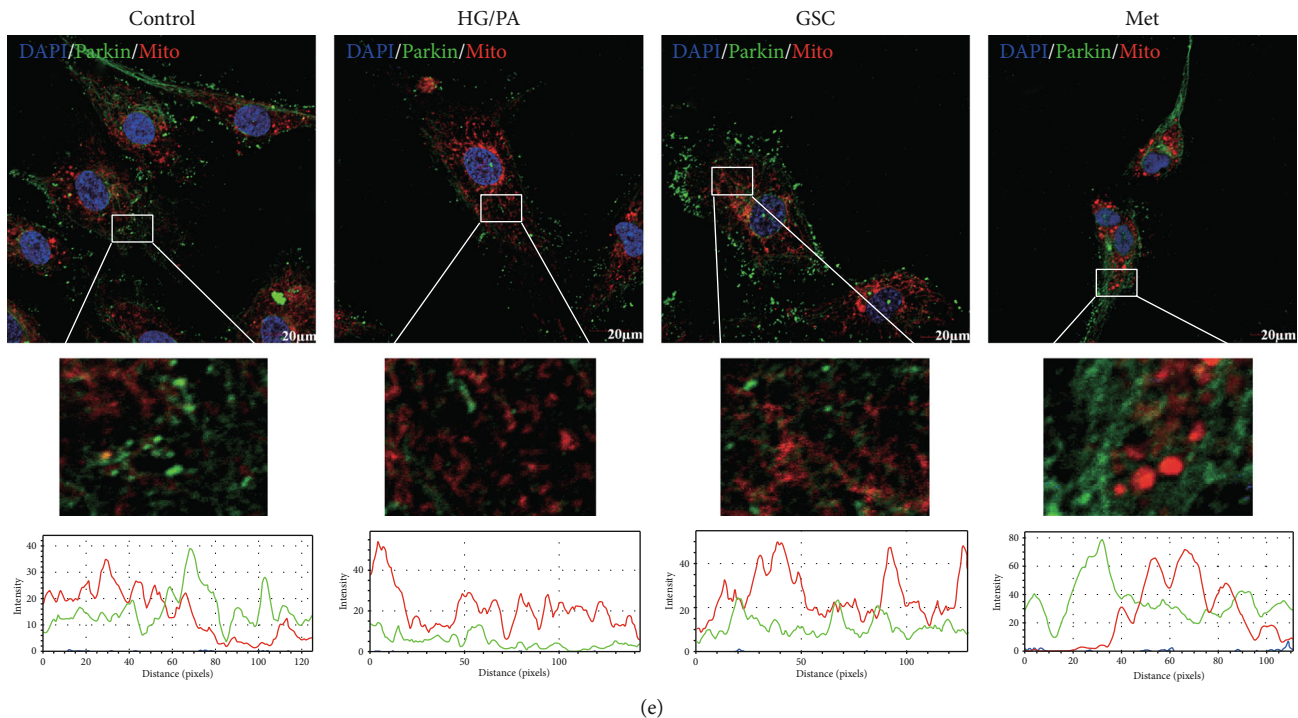 Control HG/PA GSC Met
DAPI/Parkin/Mito DAPI/Parkin/Mito DAPI/Parkin/Mito DAPI/Parkin/Mito
20μm 20μm 20μm 20μm
Intensity
40
30
20
10
0
0 20 40 60 80 100 120
Distance (pixels)
Intensity
40
20
0
0 50 100
Distance (pixels)
Intensity
40
20
0
0 50 100
Distance (pixels)
Intensity
80
60
40
20
0
0 20 40 60 80 100
Distance (pixels)
(e)